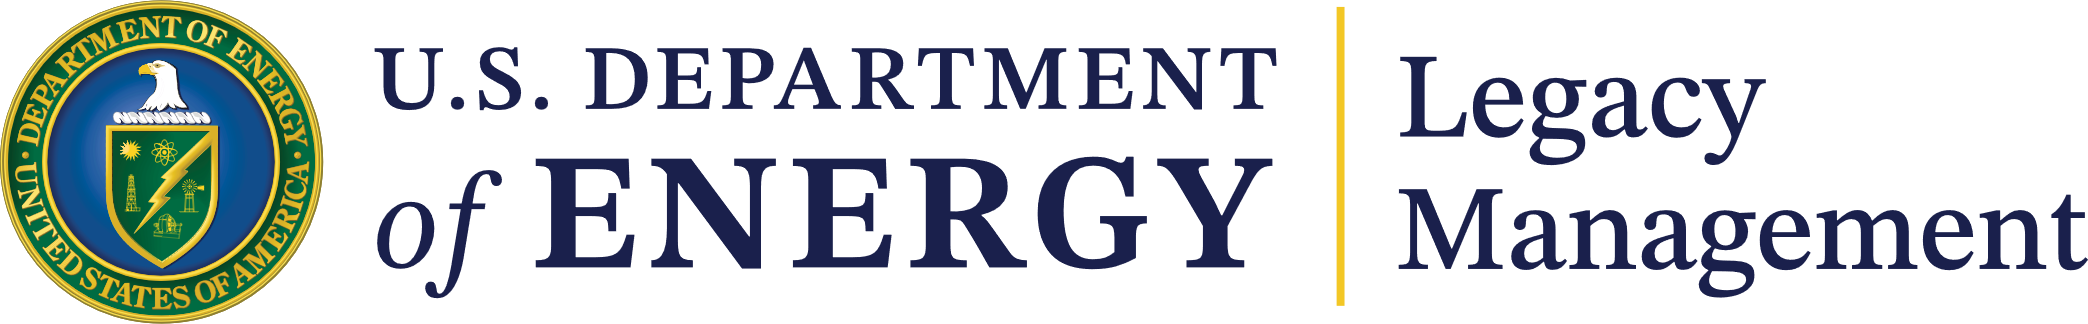 DEPARTMENT OF ENERGY
UNITED STATES OF AMERICA
U.S. DEPARTMENT
of ENERGY
Legacy
Management